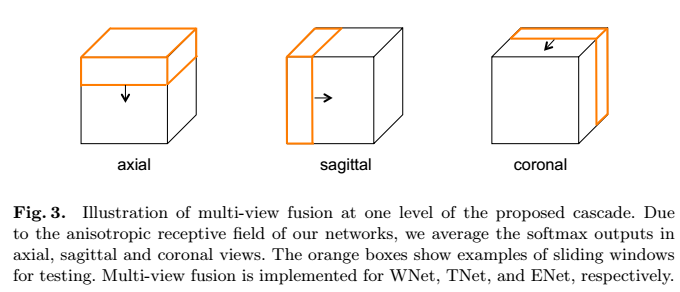 axial sagittal coronal
Fig. 3. Illustration of multi-view fusion at one level of the proposed cascade. Due
to the anisotropic receptive field of our networks, we average the softmax outputs in
axial, sagittal and coronal views. The orange boxes show examples of sliding windows
for testing. Multi-view fusion is implemented for WNet, TNet, and ENet, respectively.